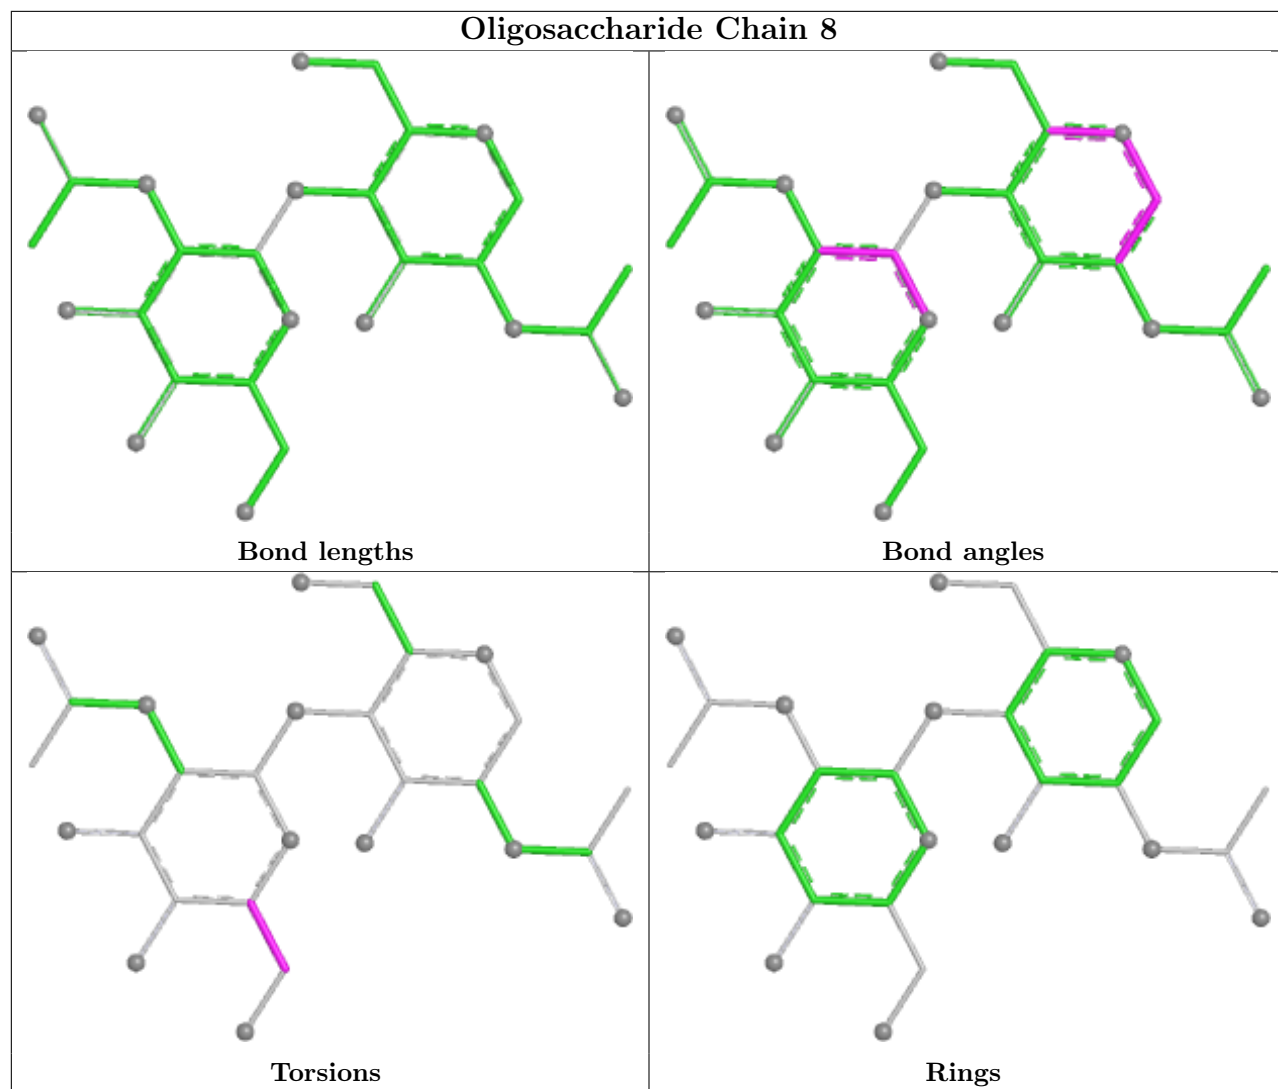 Oligosaccharide Chain 8
Bond lengths
Bond angles
Torsions
Rings